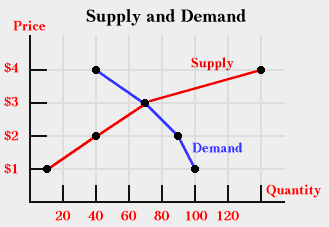 Supply and Demand
Price
$4
Supply
$3
$2
Demand
$1
Quantity
20 40 60 80 100 120